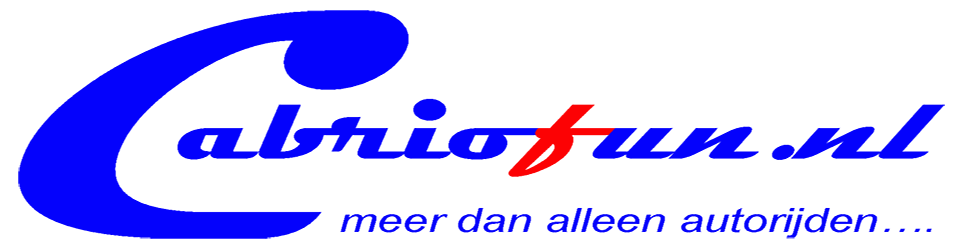 Cabriofun.nl
meer dan alleen autorijden….